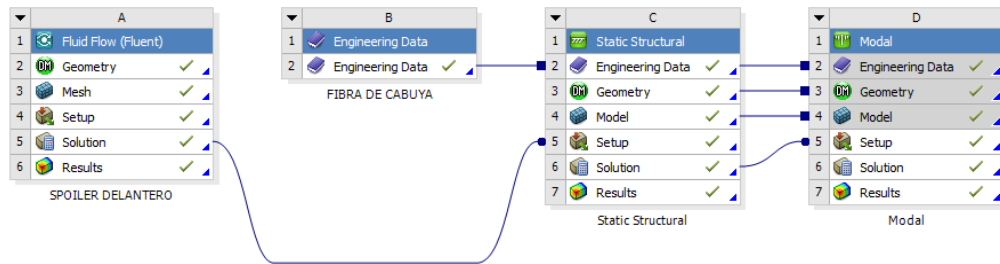 A
1 Fluid Flow (Fluent)
2 DM Geometry
3 Mesh
4 Setup
5 Solution
6 Results
SPOILER DELANTERO
B
1 Engineering Data
2 Engineering Data
FIBRA DE CABUYA
C
1 Static Structural
2 Engineering Data
3 DM Geometry
4 Model
5 Setup
6 Solution
7 Results
Static Structural
D
1 Modal
2 Engineering Data
3 DM Geometry
4 Model
5 Setup
6 Solution
7 Results
Modal